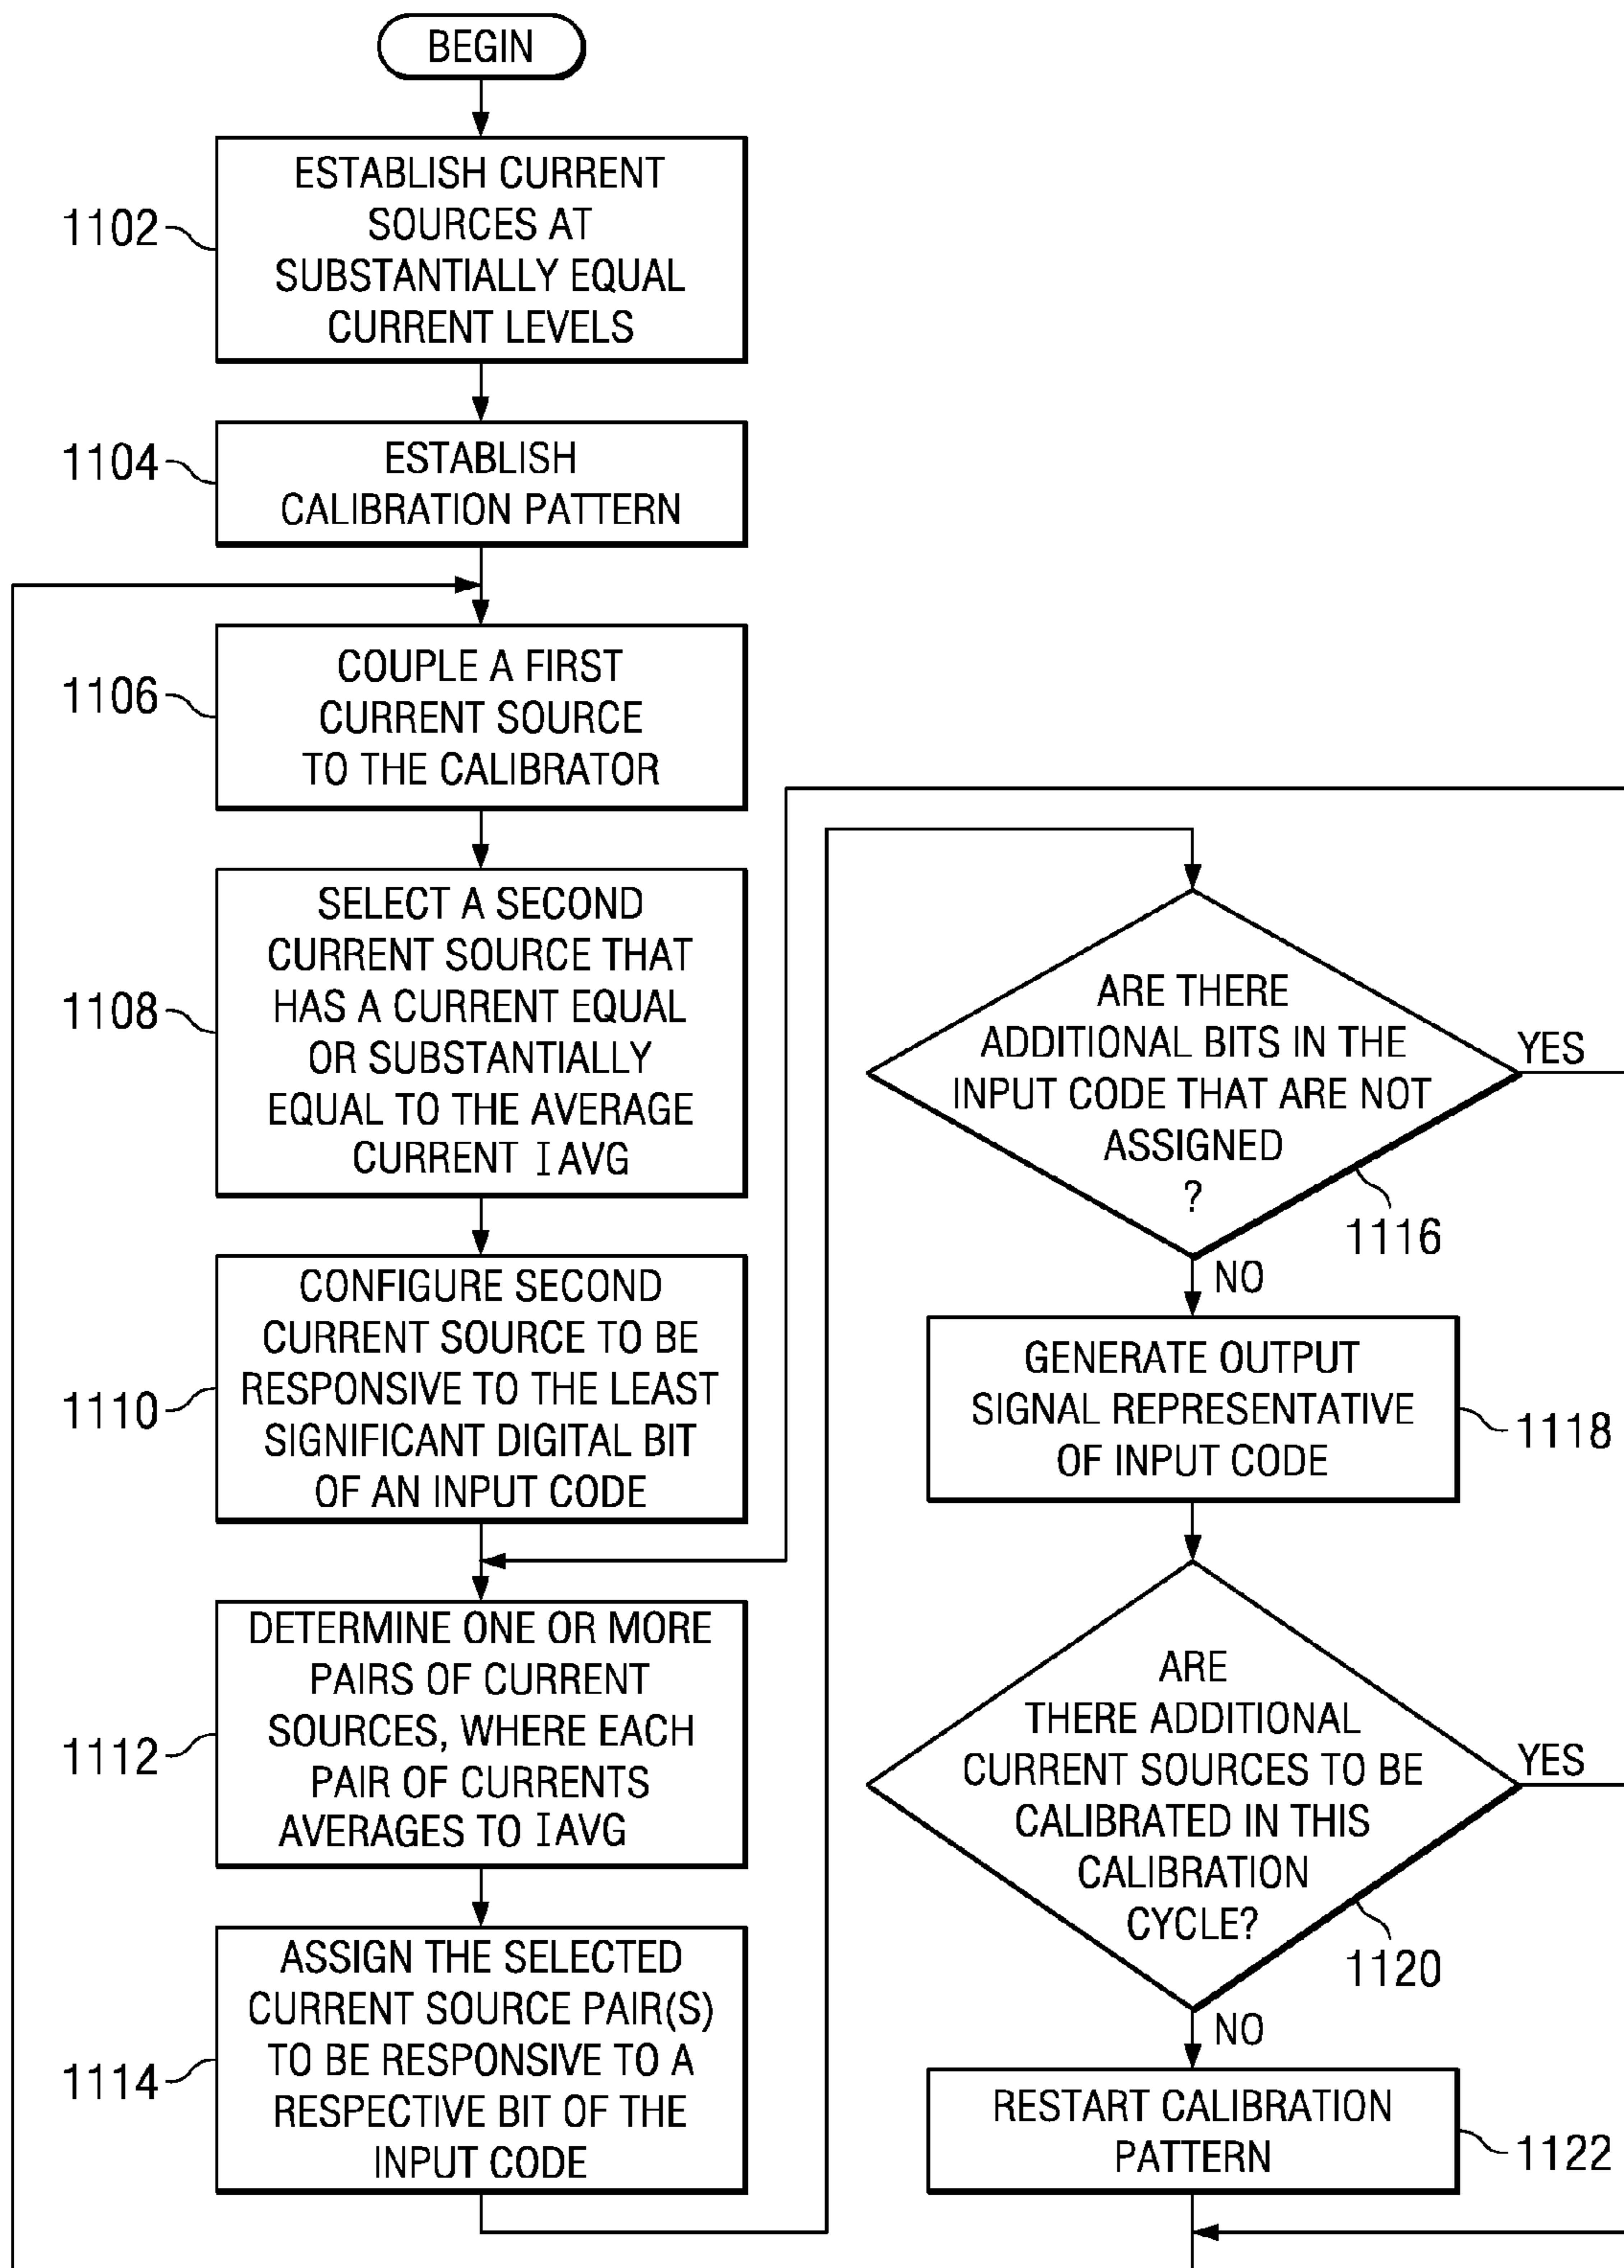 BEGIN
1102
ESTABLISH CURRENT
SOURCES AT
SUBSTANTIALLY EQUAL
CURRENT LEVELS
1104
ESTABLISH
CALIBRATION PATTERN
1106
COUPLE A FIRST
CURRENT SOURCE
TO THE CALIBRATOR
1108
SELECT A SECOND
CURRENT SOURCE THAT
HAS A CURRENT EQUAL
OR SUBSTANTIALLY
EQUAL TO THE AVERAGE
CURRENT I AVG
1110
CONFIGURE SECOND
CURRENT SOURCE TO BE
RESPONSIVE TO THE LEAST
SIGNIFICANT DIGITAL BIT
OF AN INPUT CODE
1112
DETERMINE ONE OR MORE
PAIRS OF CURRENT
SOURCES, WHERE EACH
PAIR OF CURRENTS
AVERAGES TO I AVG
1114
ASSIGN THE SELECTED
CURRENT SOURCE PAIR(S)
TO BE RESPONSIVE TO A
RESPECTIVE BIT OF THE
INPUT CODE
ARE THERE
ADDITIONAL BITS IN THE
INPUT CODE THAT ARE NOT
ASSIGNED
?
YES
1116
NO
GENERATE OUTPUT
SIGNAL REPRESENTATIVE
OF INPUT CODE
1118
ARE
THERE ADDITIONAL
CURRENT SOURCES TO BE
CALIBRATED IN THIS
CALIBRATION
CYCLE?
YES
1120
NO
RESTART CALIBRATION
PATTERN
1122